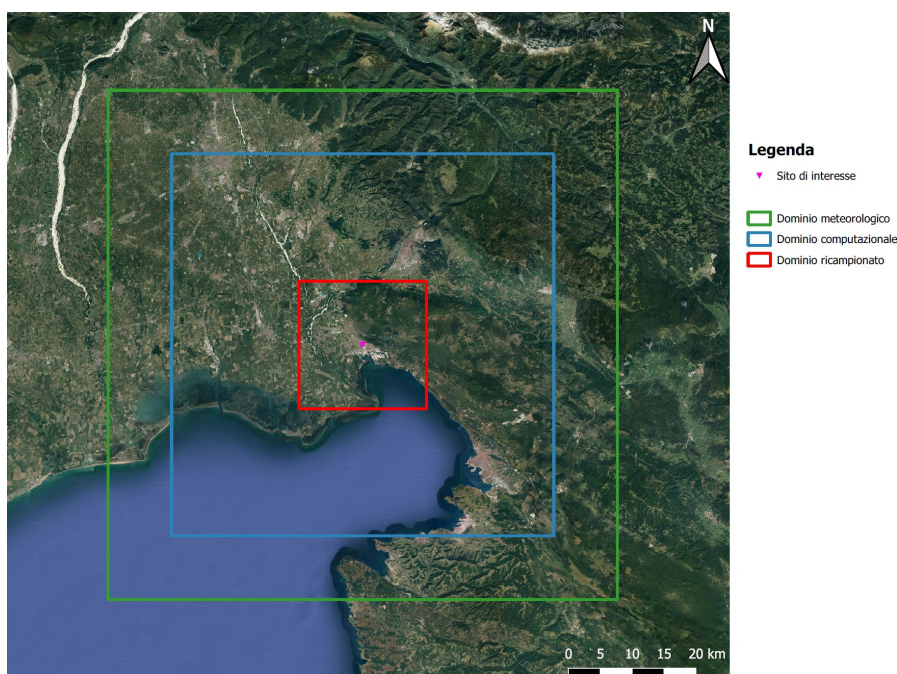 N
Legenda
Sito di interesse
Dominio meteorologico
Dominio computazionale
Dominio ricampionato
0 5 10 15 20 km